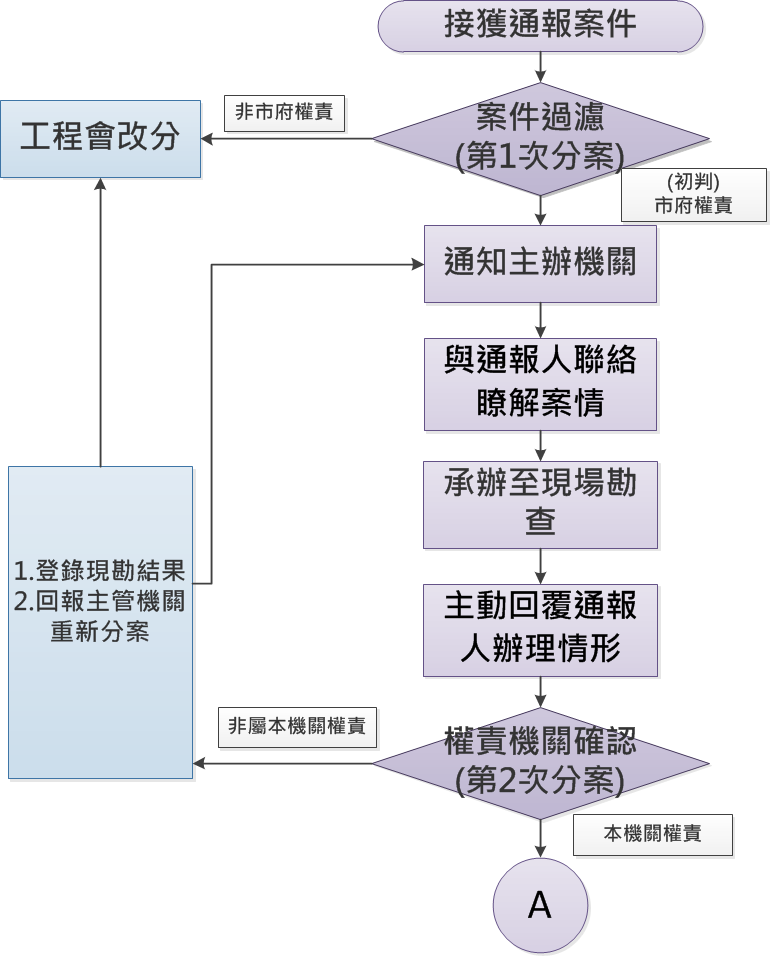 接獲通報案件
非市府權責
案件過濾
(第1次分案)
工程會改分
(初判)
市府權責
通知主辦機關
與通報人聯絡
瞭解案情
承辦至現場勘
查
1.登錄現勘結果
2.回報主管機關
重新分案
主動回覆通報
人辦理情形
非屬本機關權責
權責機關確認
(第2次分案)
本機關權責
A